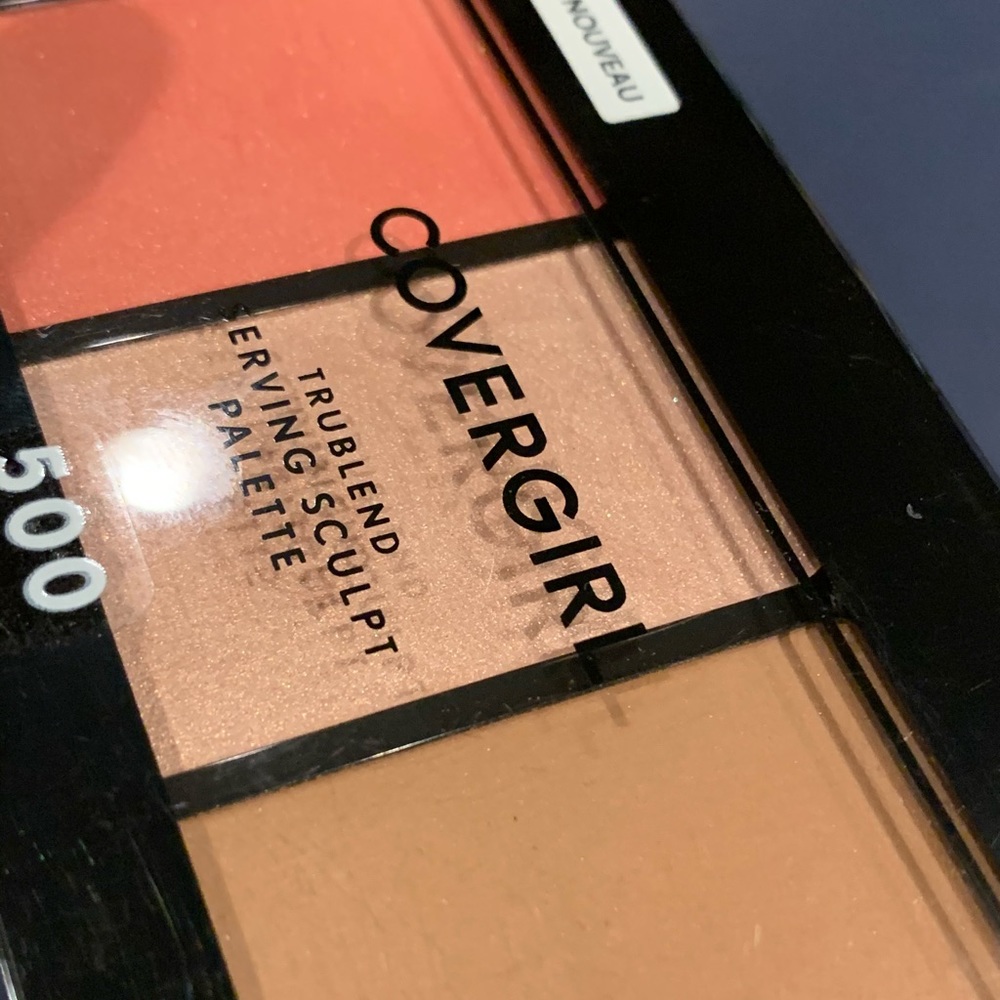 NOUVEAU
COVERGIRL
TRUBLEND
SERVING SCULPT
PALETTE
500